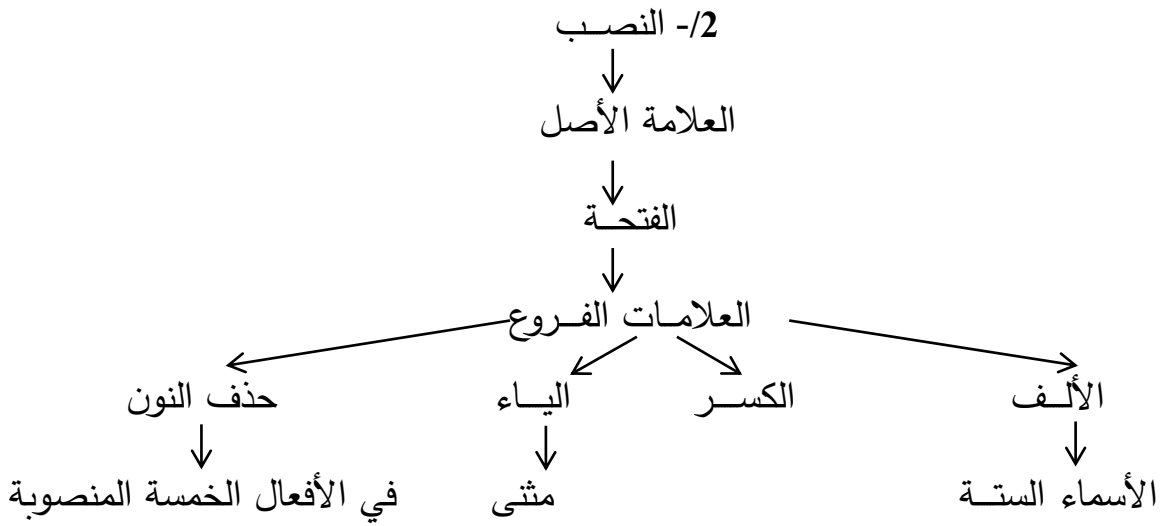 2/- النصب
العلامة الأصل
الفتحة
العلامات الفروع
الألف الكسر الياء حذف النون
الأسماء الستة مثنى في الأفعال الخمسة المنصوبة